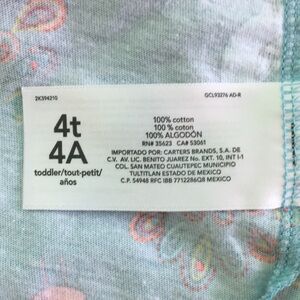 2K394210
GCL93276 AD-R
4t
4A
toddler/tout-petit/
años
100% cotton
100 % coton
100% ALGODÓN
RN# 35623 CA# 53061
IMPORTADO POR: CARTERS BRANDS, S.A. DE
C.V. AV. LIC. BENITO JUAREZ No. EXT. 10, INT I-1
COL. SAN MATEO CUAUTEPEC MUNICIPIO
TULTITLAN ESTADO DE MEXICO
C.P. 54948 RFC IBB 7712286Q8 MEXICO